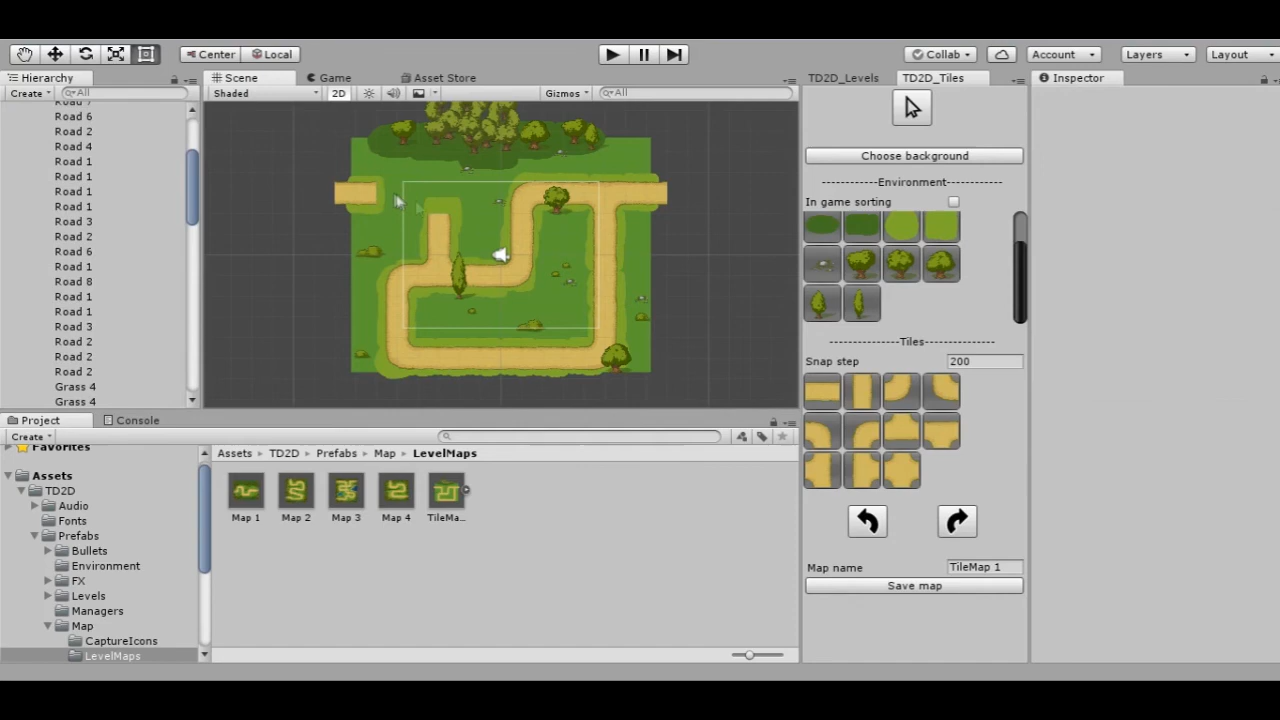 Center Local Collab Account Layers Layout
Hierarchy Scene Game Asset Store TD2D_Levels TD2D_Tiles Inspector
Create All Shaded 2D Gizmos All
Road 7
Road 6
Road 2
Road 4
Road 1
Road 1
Road 1
Road 1
Road 3
Road 2
Road 6
Road 1
Road 8
Road 1
Road 1
Road 3
Road 2
Road 2
Road 2
Grass 4
Grass 4
Choose background
------------Environment------------
In game sorting
---------------Tiles---------------
Snap step 200
Map name TileMap 1
Save map
Project Console
Create
Favorites
Assets
TD2D
Audio
Fonts
Prefabs
Bullets
Environment
FX
Levels
Managers
Map
CaptureIcons
LevelMaps
Assets TD2D Prefabs Map LevelMaps
Map 1 Map 2 Map 3 Map 4 TileMa...